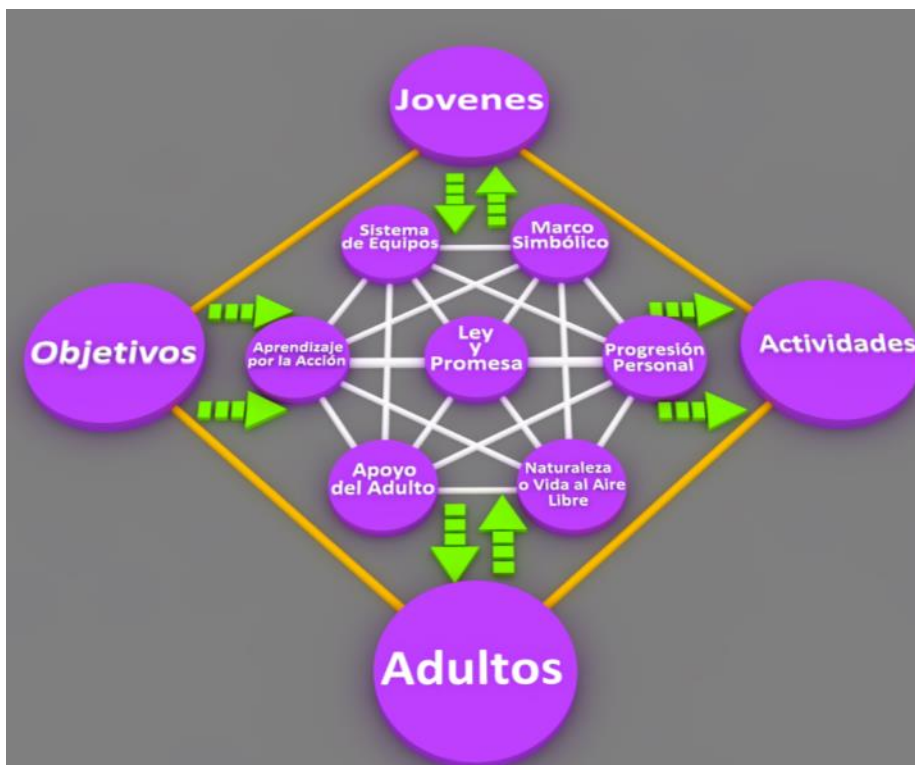 Jovenes
Sistema
de Equipos
Marco
Simbólico
Objetivos
Aprendizaje
por la Acción
Ley
y
Promesa
Progresión
Personal
Actividades
Apoyo
del Adulto
Naturaleza
o Vida al Aire
Libre
Adultos